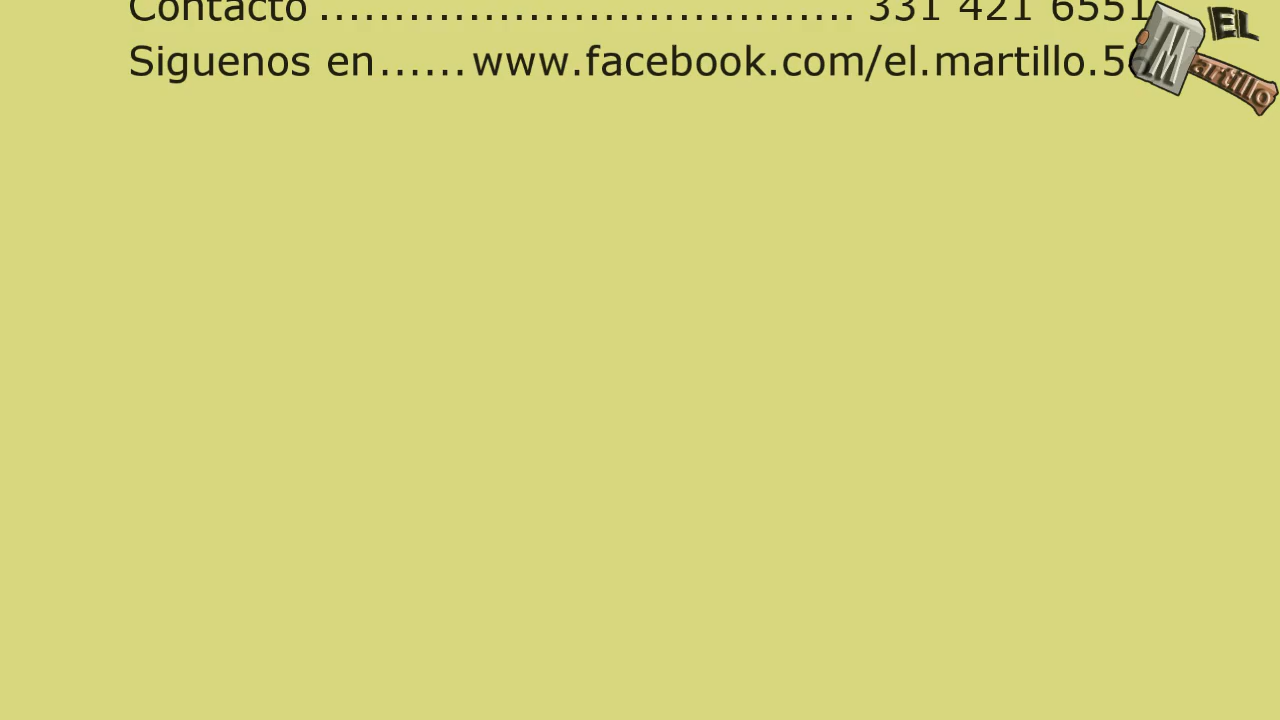 Contacto .................................... 331 421 6551
Siguenos en......www.facebook.com/el.martillo.5
EL
Martillo